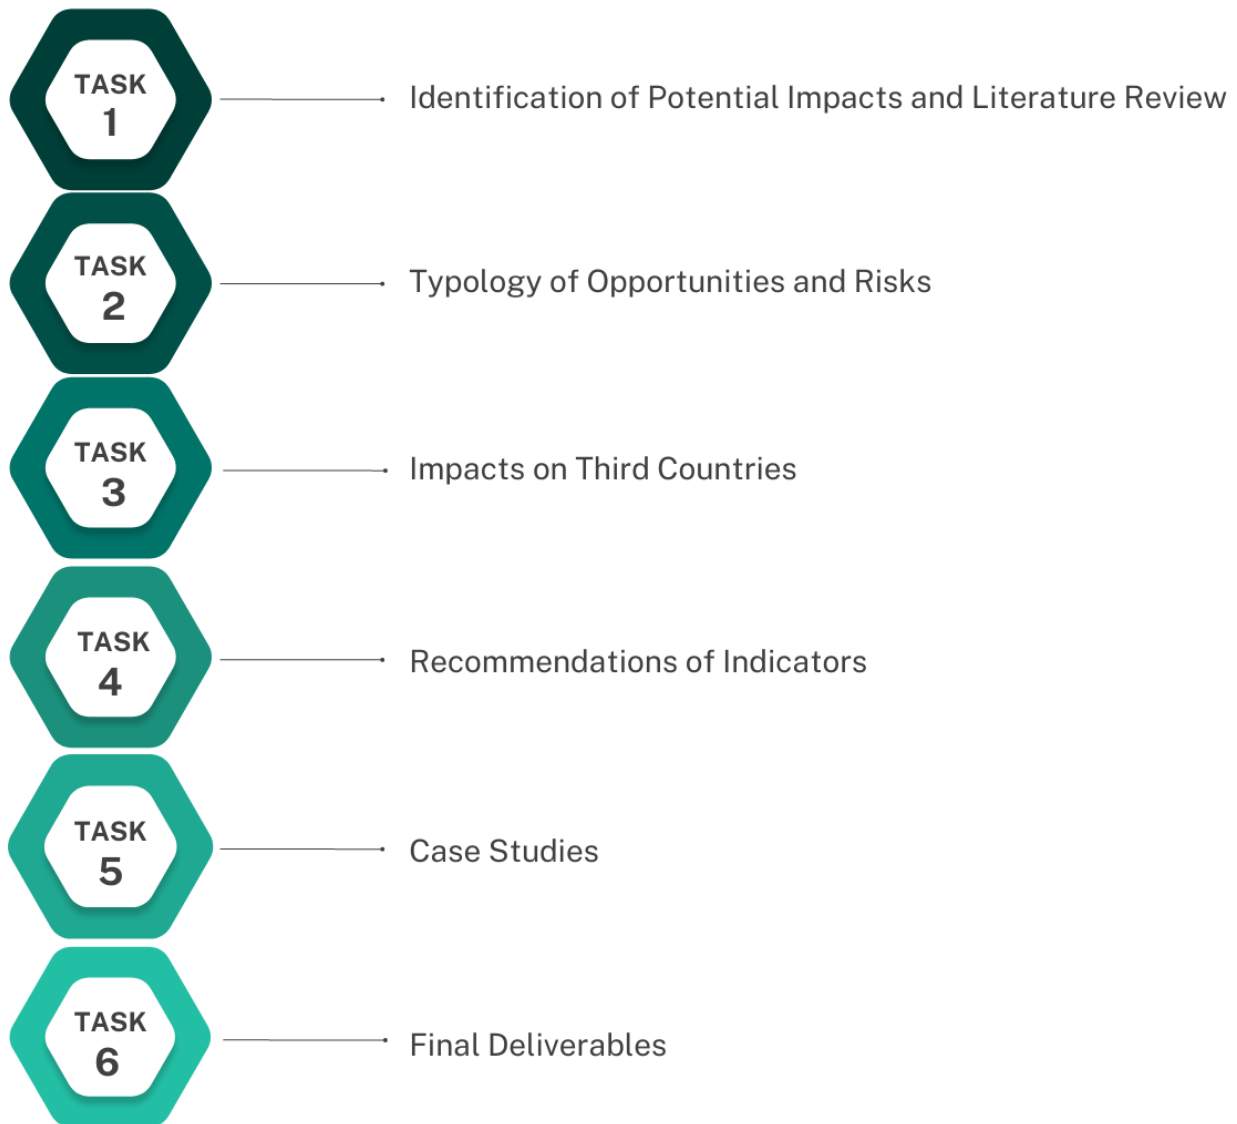 TASK
1
Identification of Potential Impacts and Literature Review
TASK
2
Typology of Opportunities and Risks
TASK
3
Impacts on Third Countries
TASK
4
Recommendations of Indicators
TASK
5
Case Studies
TASK
6
Final Deliverables